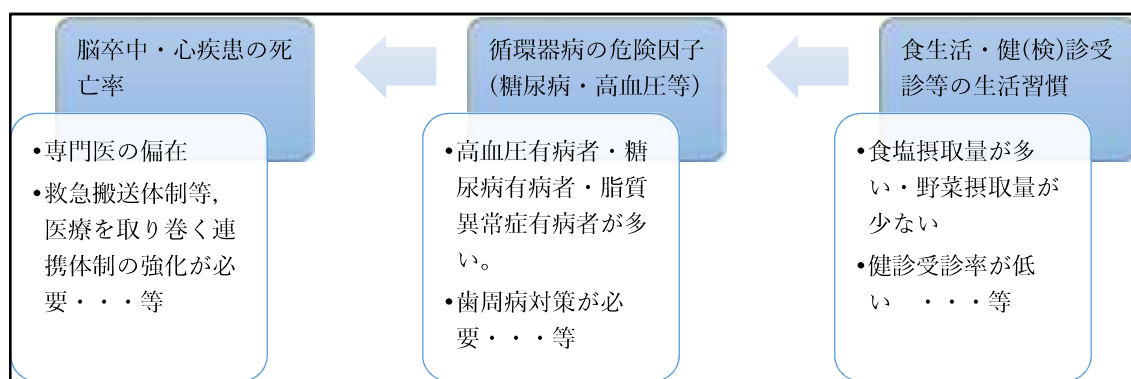 脳卒中・心疾患の死
亡率
•専門医の偏在
•救急搬送体制等,
医療を取り巻く連
携体制の強化が必
要・・・等
循環器病の危険因子
(糖尿病・高血圧等)
•高血圧有病者・糖
尿病有病者・脂質
異常症有病者が多
い。
•歯周病対策が必
要・・・等
食生活・健(検)診受
診等の生活習慣
•食塩摂取量が多
い・野菜摂取量が
少ない
•健診受診率が低
い　・・・等